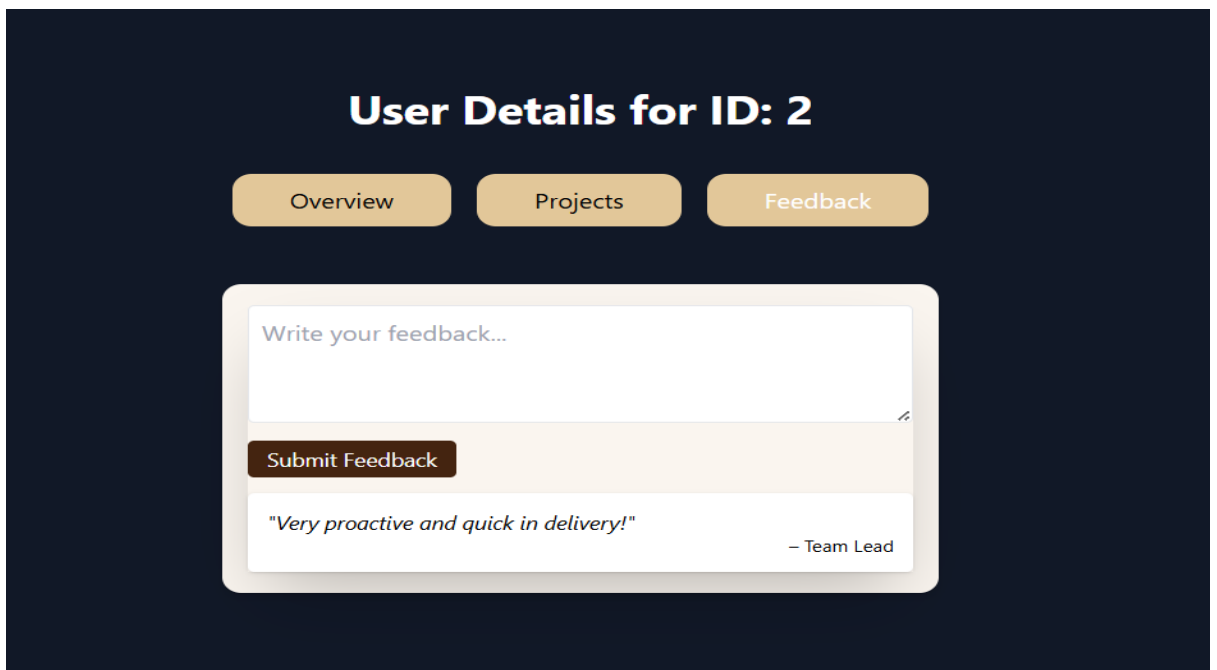 User Details for ID: 2
Overview Projects Feedback
Write your feedback...
Submit Feedback
"Very proactive and quick in delivery!"
– Team Lead